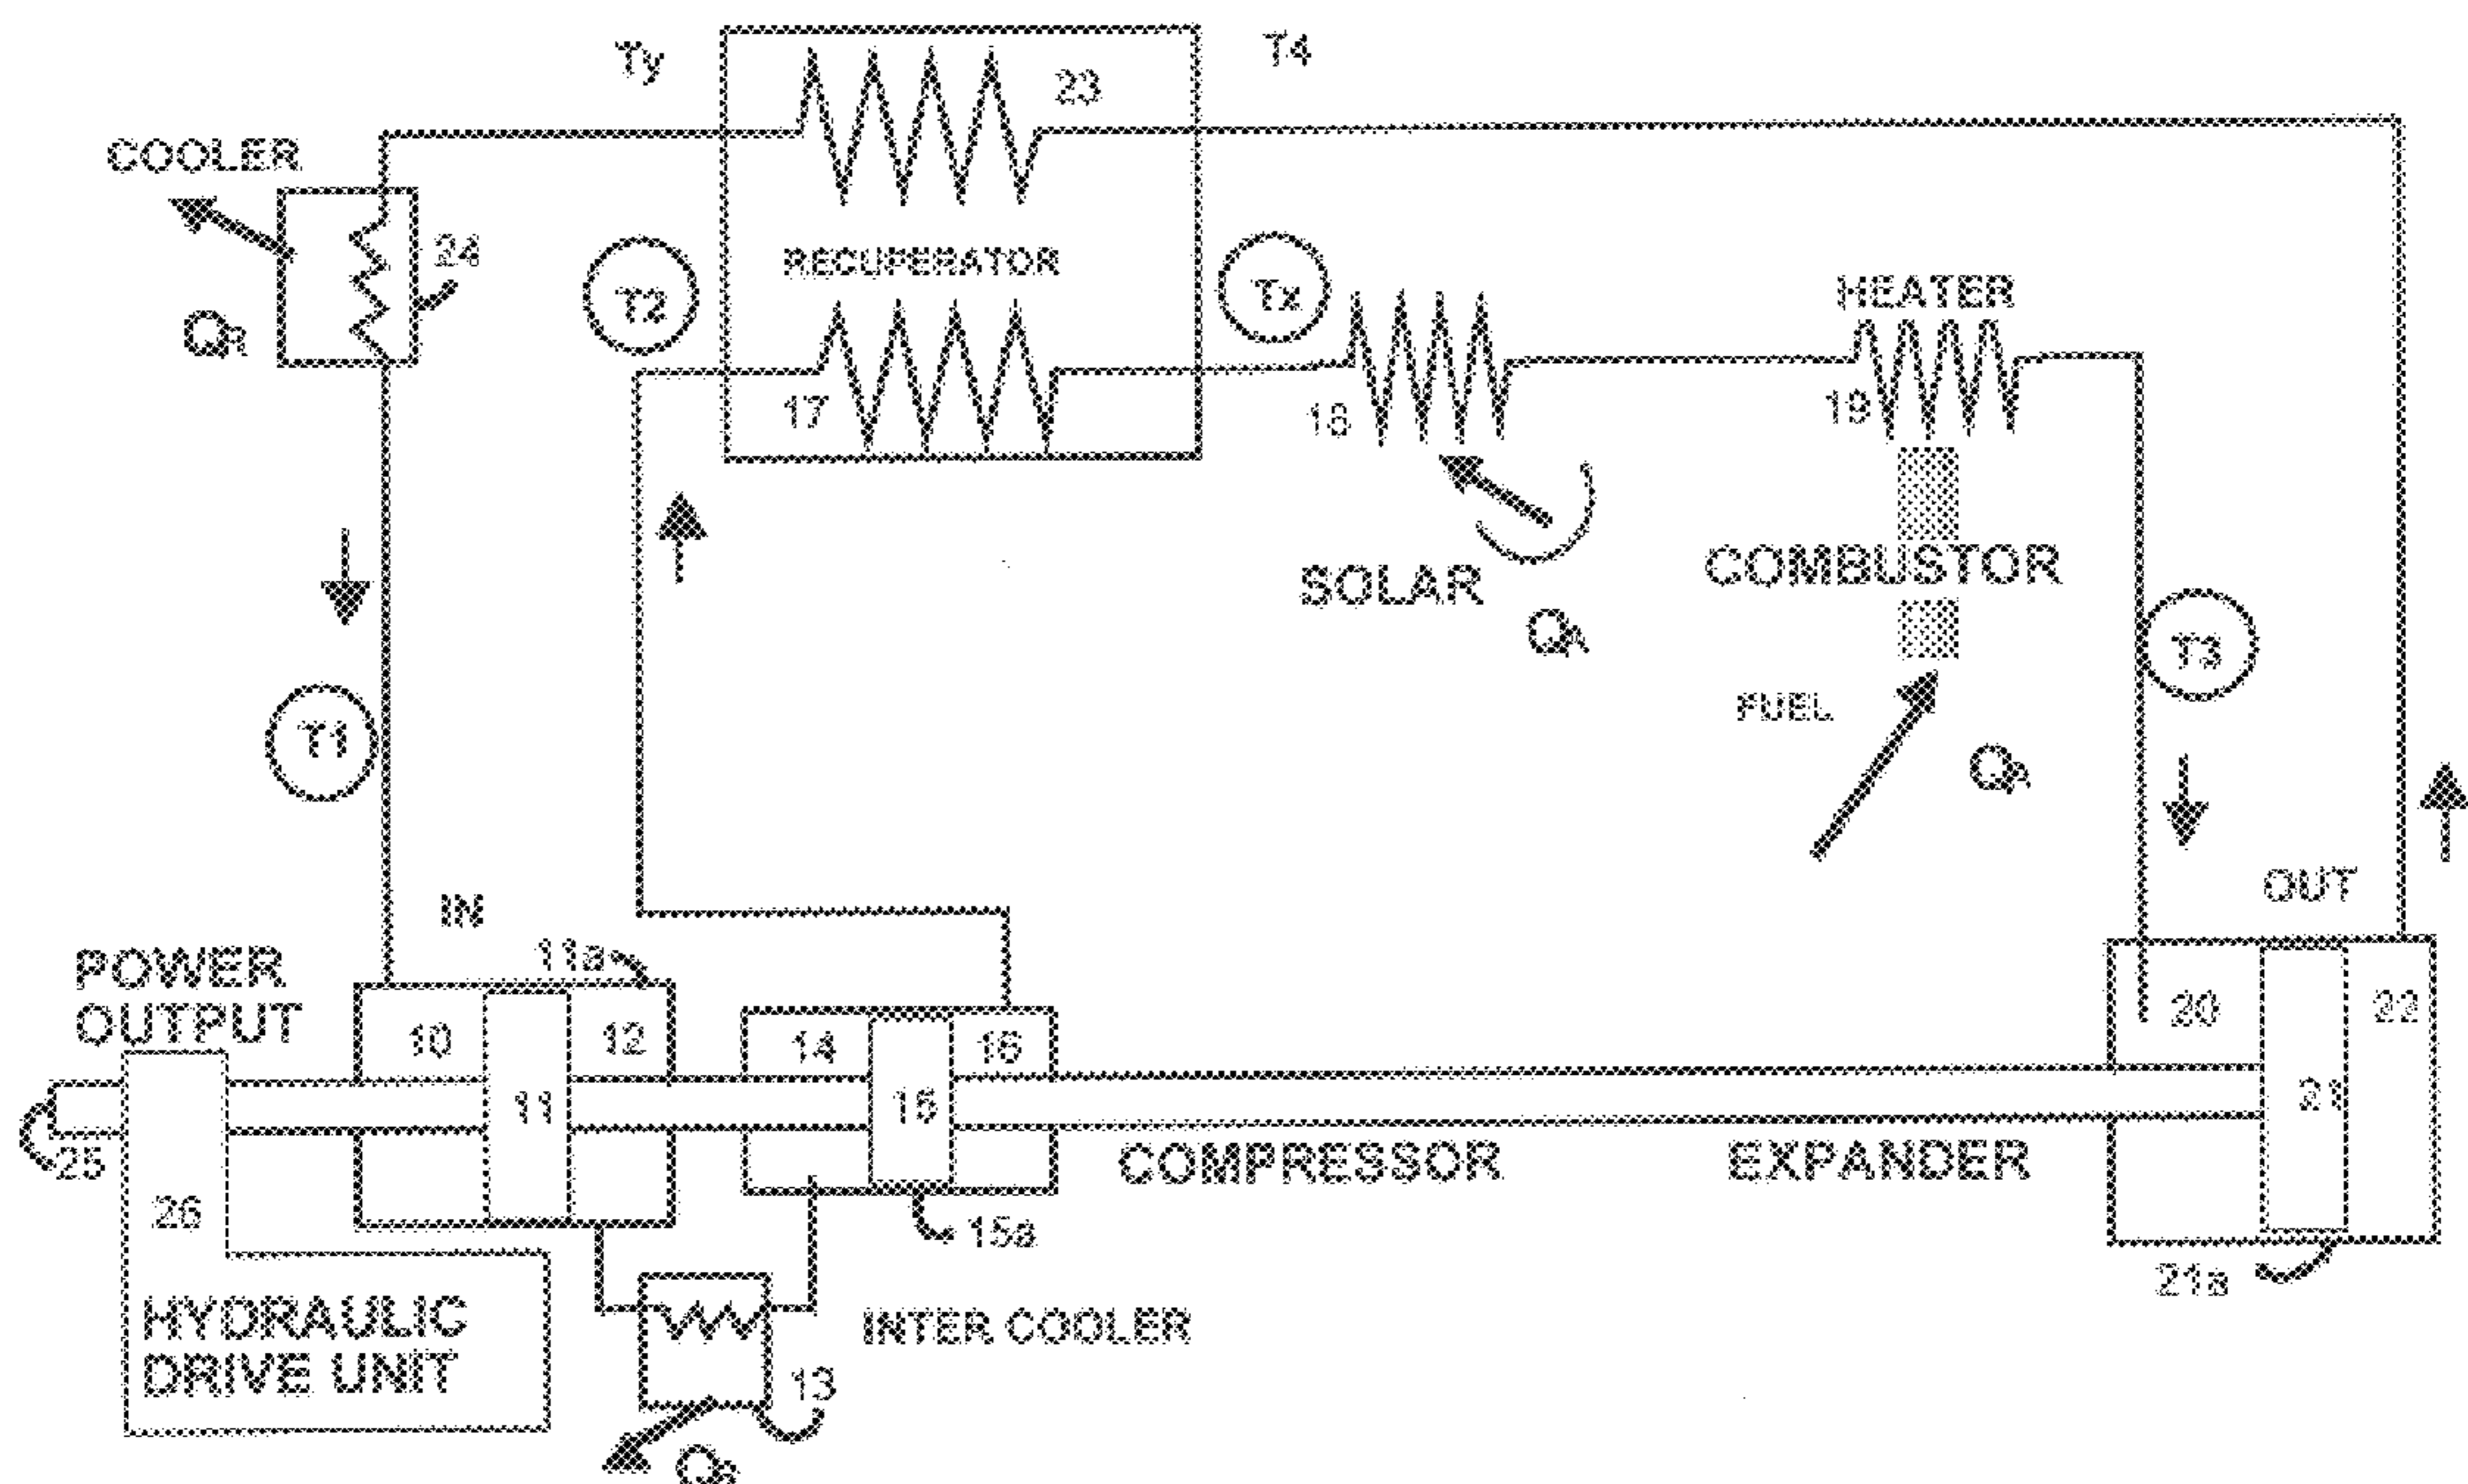 Ty
T4
23
COOLER
24
T2
RECUPERATOR
Tx
HEATER
QR
17
18
19
SOLAR
COMBUSTOR
QA
T3
T1
FUEL
QA
OUT
IN
11a
POWER
OUTPUT
10
12
14
16
20
22
11
15
21
25
COMPRESSOR
EXPANDER
26
15a
21a
HYDRAULIC
DRIVE UNIT
INTER COOLER
13
QR